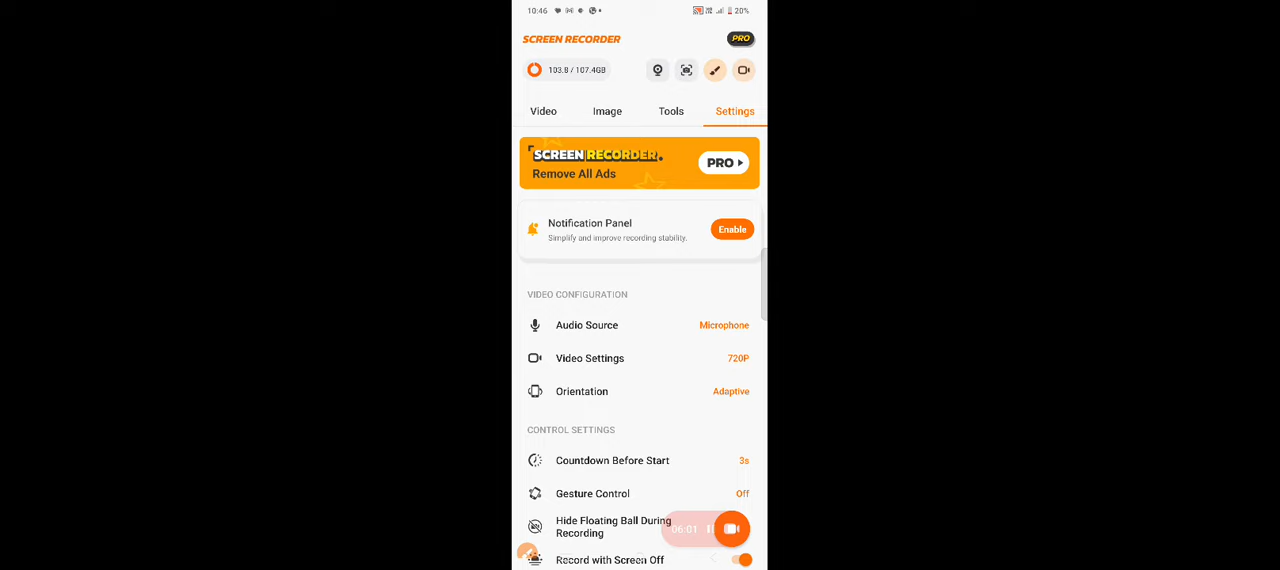 10:46 20%
SCREEN RECORDER PRO
103.8 / 107.4GB
Video Image Tools Settings
SCREEN RECORDER
Remove All Ads
PRO
Notification Panel
Simplify and improve recording stability.
Enable
VIDEO CONFIGURATION
Audio Source Microphone
Video Settings 720P
Orientation Adaptive
CONTROL SETTINGS
Countdown Before Start 3s
Gesture Control Off
Hide Floating Ball During
Recording
06:01
Record with Screen Off